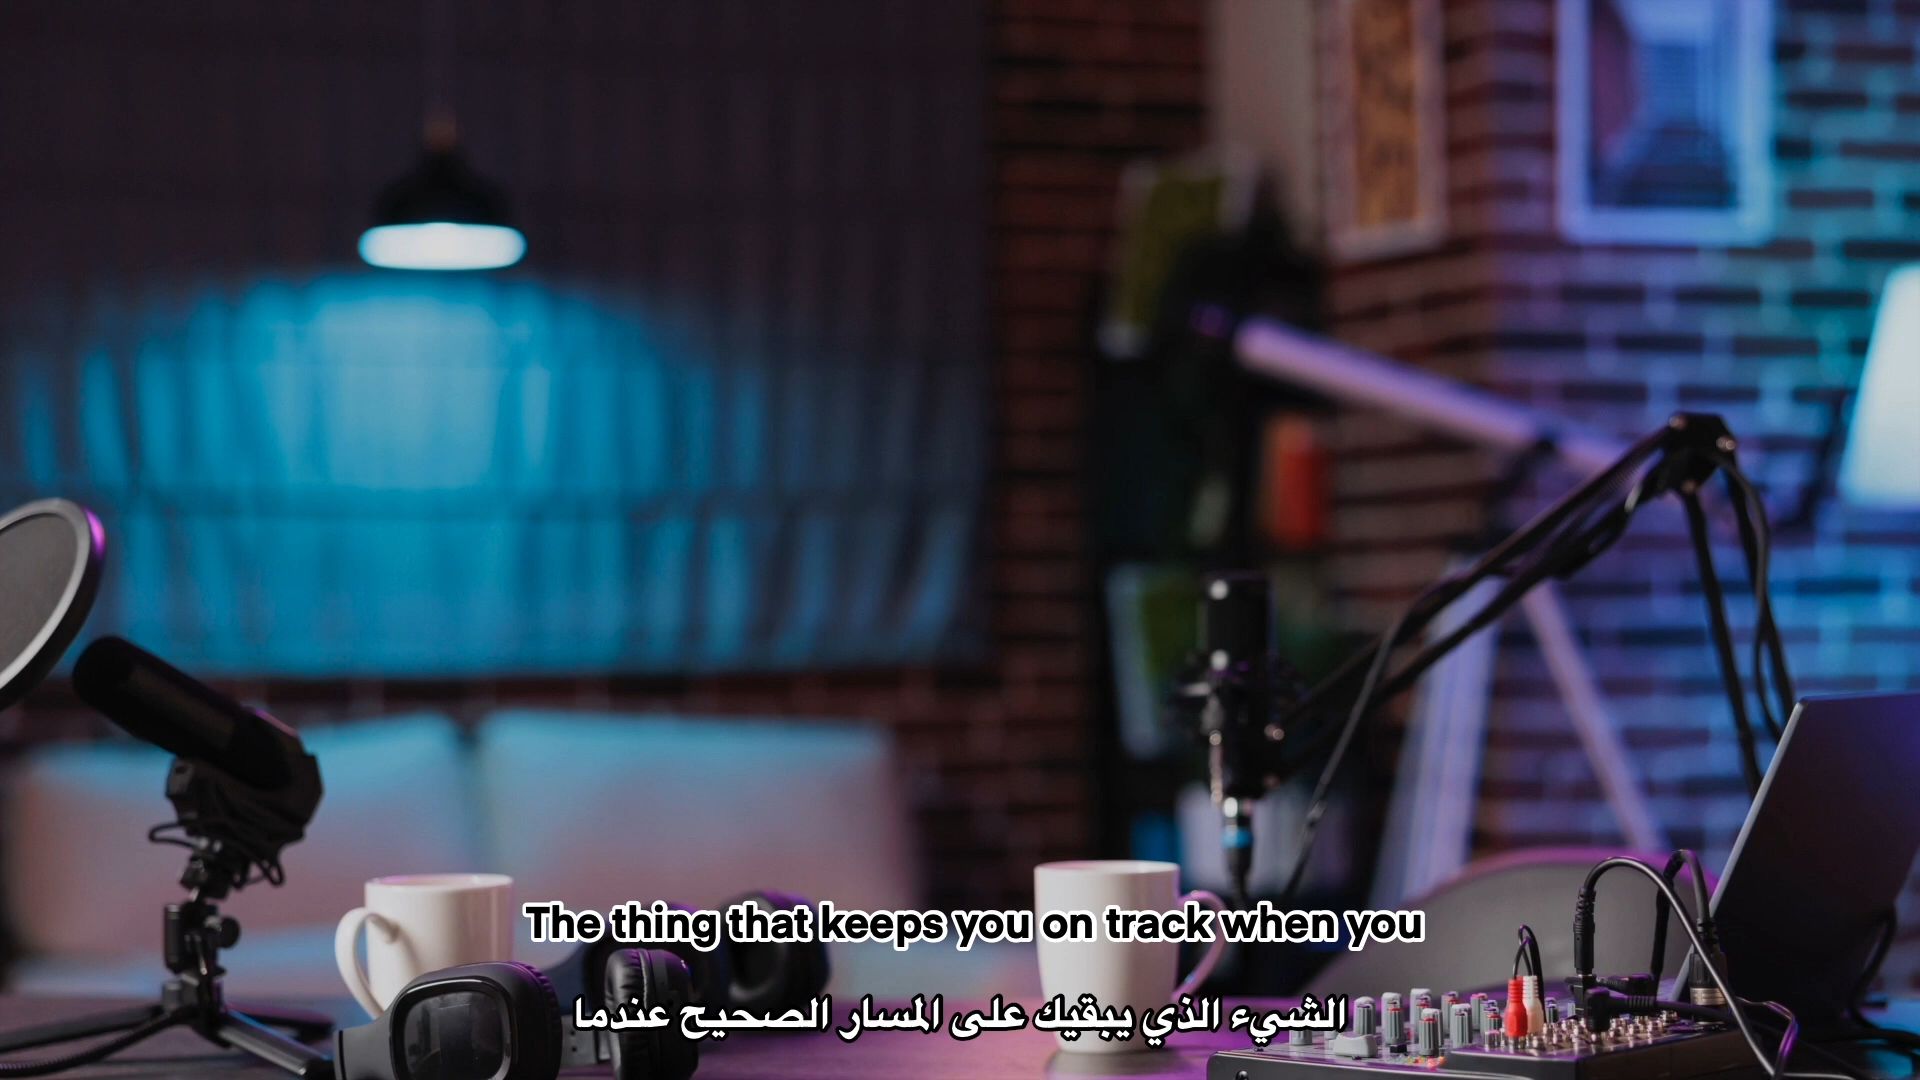 The thing that keeps you on track when you
الشيء الذي يبقيك على المسار الصحيح عندما